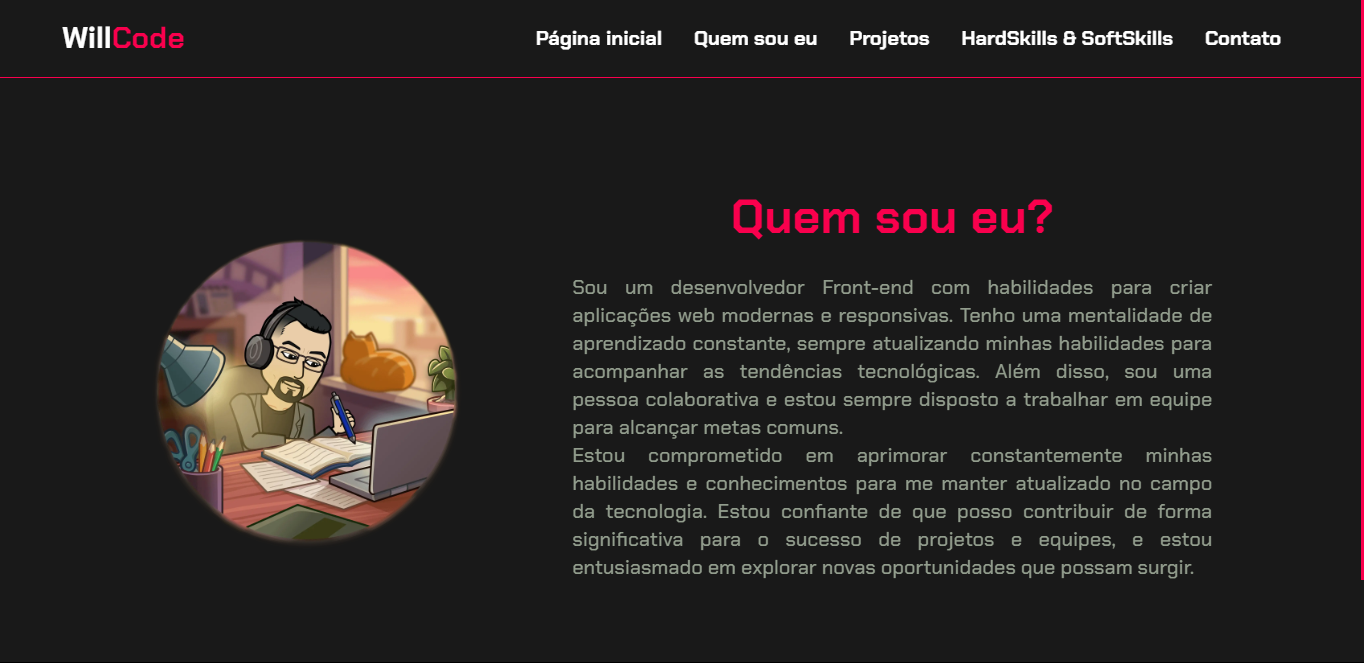 WillCode
Página inicial Quem sou eu Projetos HardSkills & SoftSkills Contato
Quem sou eu?
Sou um desenvolvedor Front-end com habilidades para criar
aplicações web modernas e responsivas. Tenho uma mentalidade de
aprendizado constante, sempre atualizando minhas habilidades para
acompanhar as tendências tecnológicas. Além disso, sou uma
pessoa colaborativa e estou sempre disposto a trabalhar em equipe
para alcançar metas comuns.
Estou comprometido em aprimorar constantemente minhas
habilidades e conhecimentos para me manter atualizado no campo
da tecnologia. Estou confiante de que posso contribuir de forma
significativa para o sucesso de projetos e equipes, e estou
entusiasmado em explorar novas oportunidades que possam surgir.